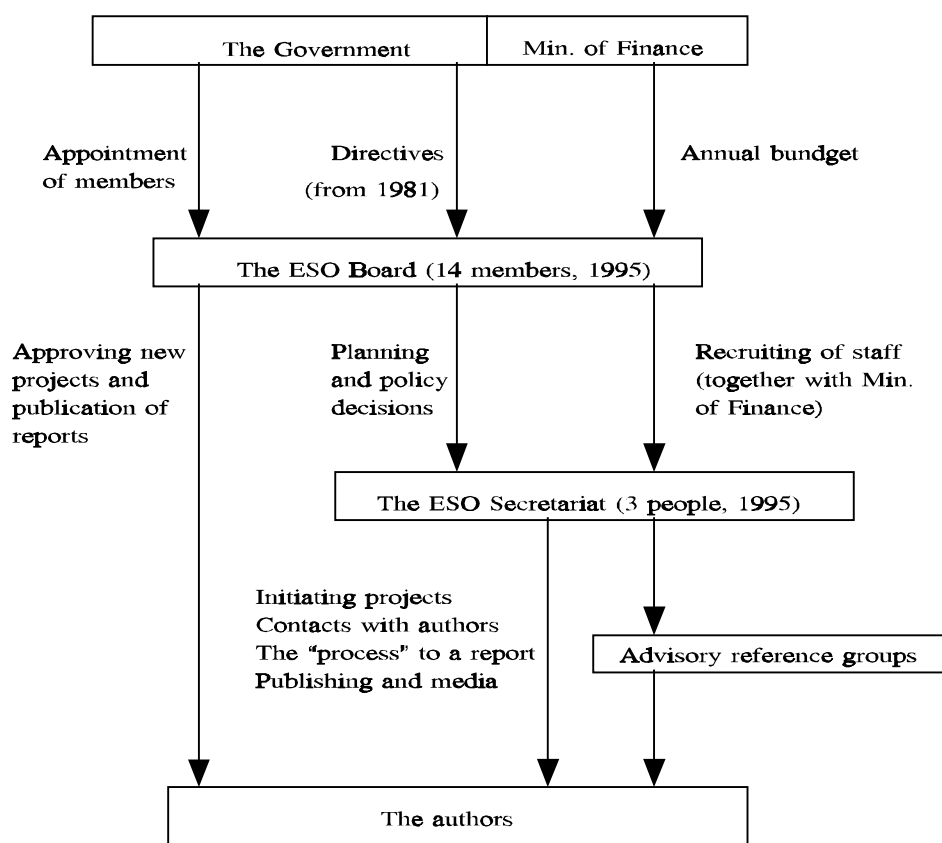 The Government
Min. of Finance
Appointment
of members
Directives
(from 1981)
Annual bundget
The ESO Board (14 members, 1995)
Approving new
projects and
publication of
reports
Planning
and policy
decisions
Recruiting of staff
(together with Min.
of Finance)
The ESO Secretariat (3 people, 1995)
Initiating projects
Contacts with authors
The “process” to a report
Publishing and media
Advisory reference groups
The authors